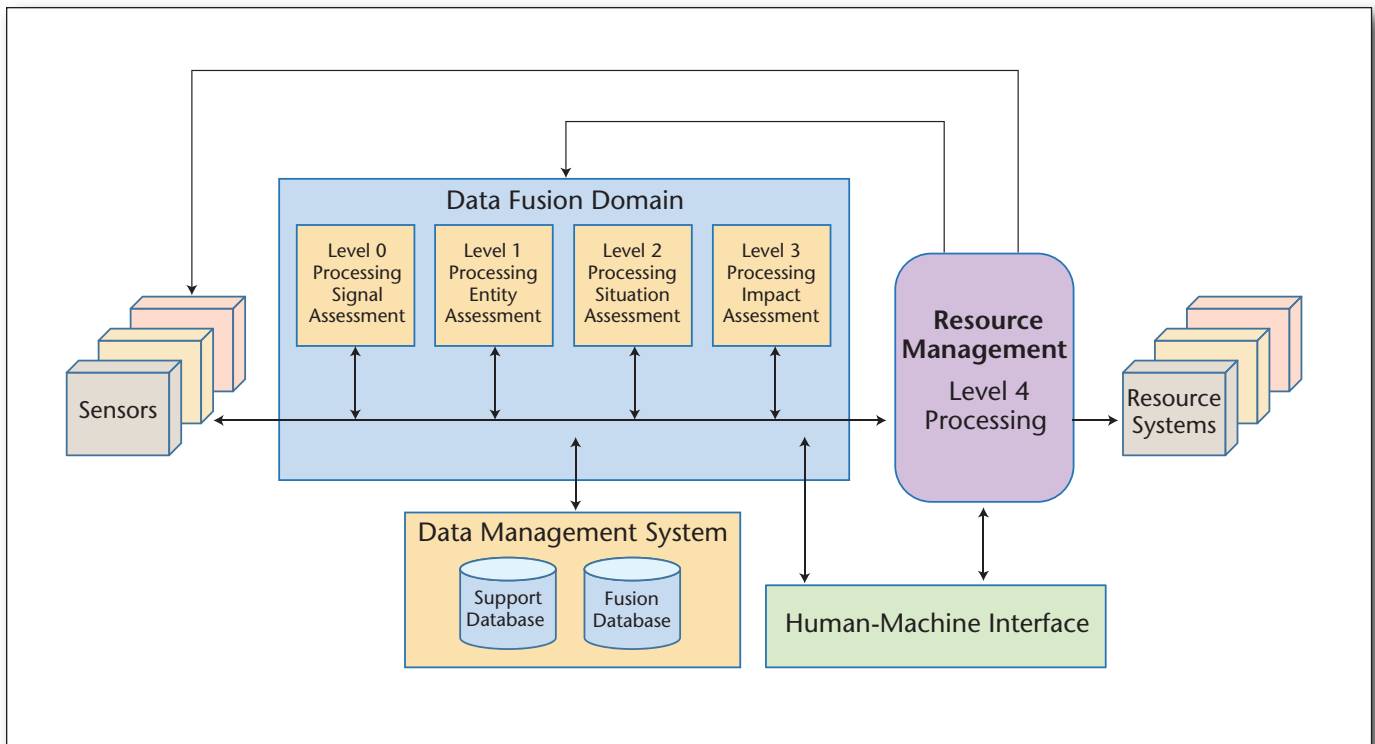 Data Fusion Domain
Level 0
Processing
Signal
Assessment
Level 1
Processing
Entity
Assessment
Level 2
Processing
Situation
Assessment
Level 3
Processing
Impact
Assessment
Sensors
Resource
Management
Level 4
Processing
Resource
Systems
Data Management System
Support
Database
Fusion
Database
Human-Machine Interface